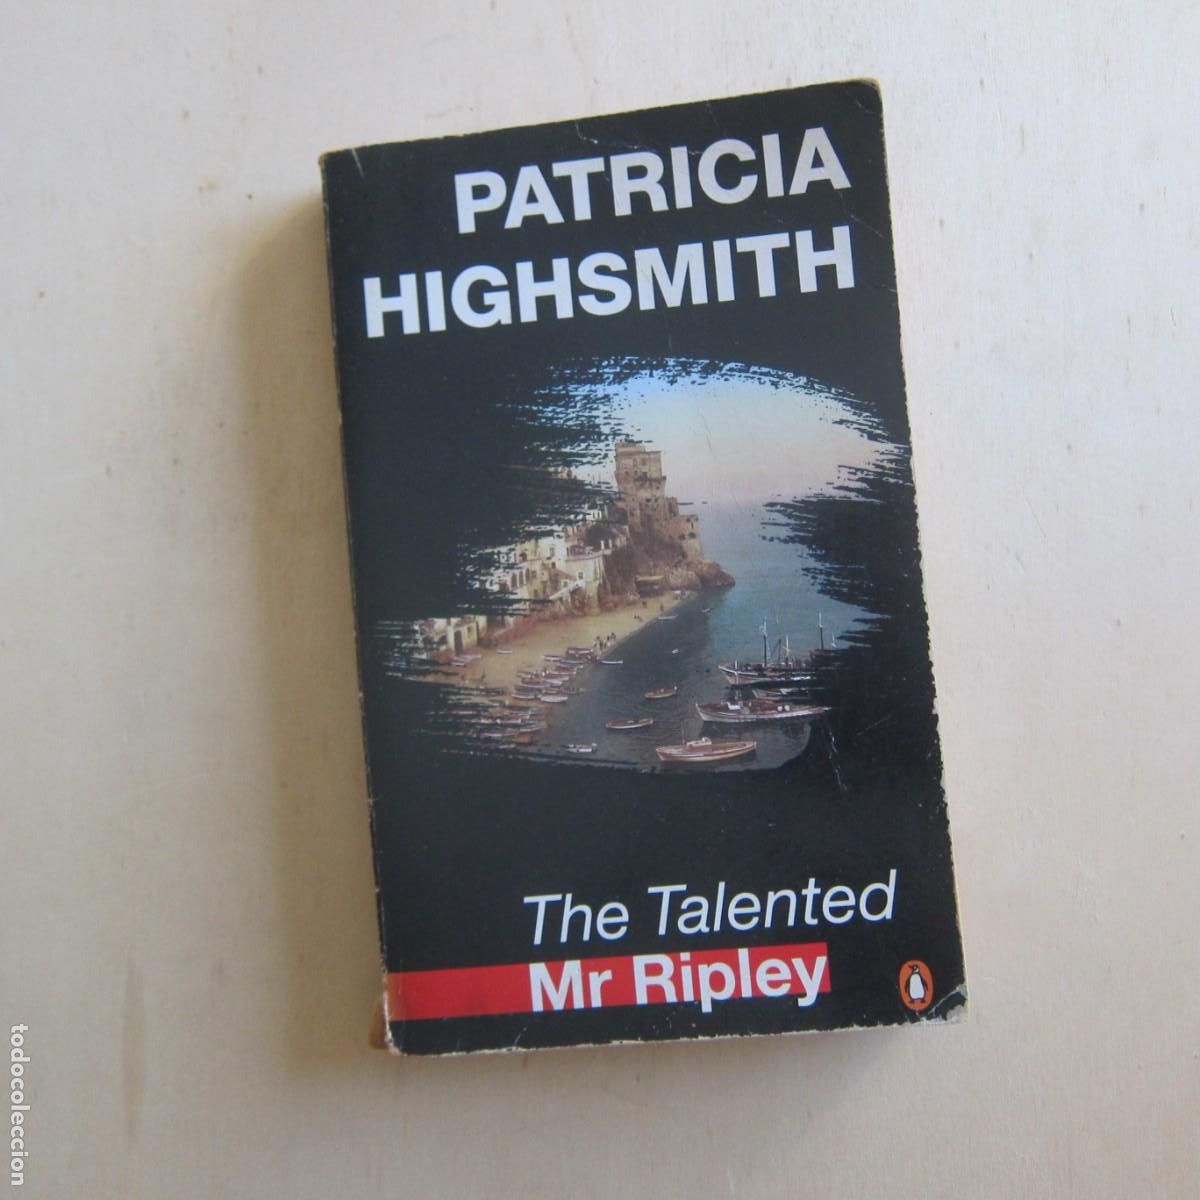 PATRICIA
HIGHSMITH
The Talented
Mr Ripley
todocoleccion